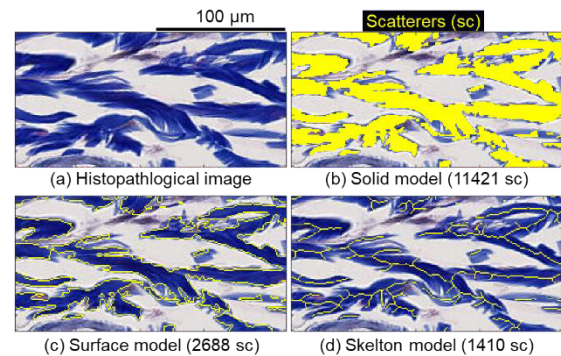 100 μm
Scatterers (sc)
(a) Histopathlogical image
(b) Solid model (11421 sc)
(c) Surface model (2688 sc)
(d) Skelton model (1410 sc)